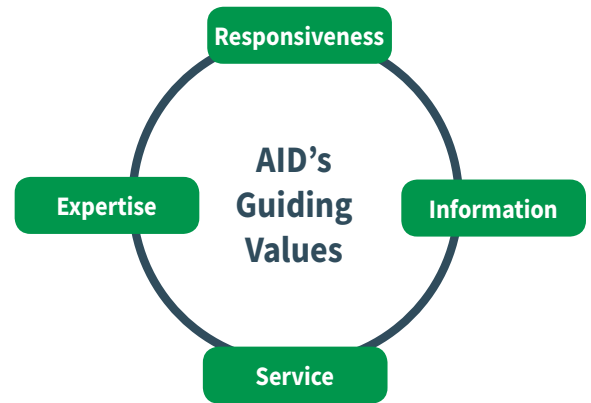 Responsiveness
AID’s
Guiding
Values
Expertise
Information
Service